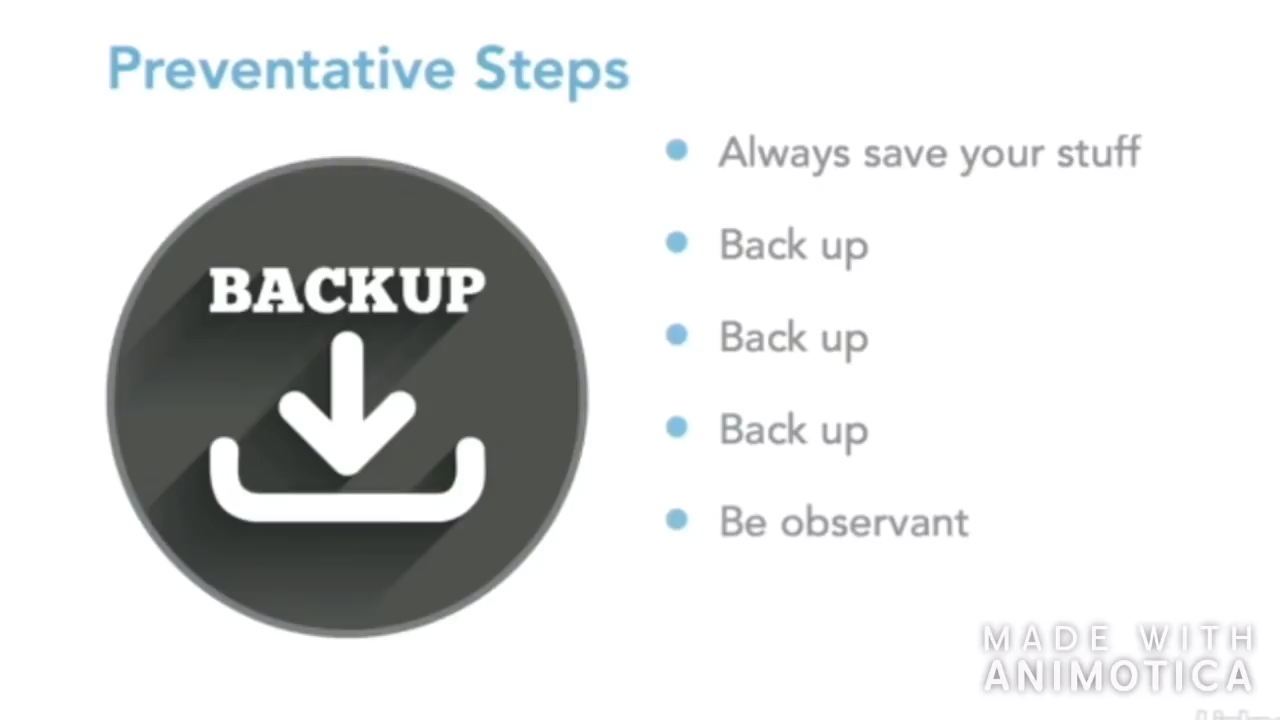 Preventative Steps
BACKUP
Always save your stuff
Back up
Back up
Back up
Be observant
MADE WITH
ANIMOTICA